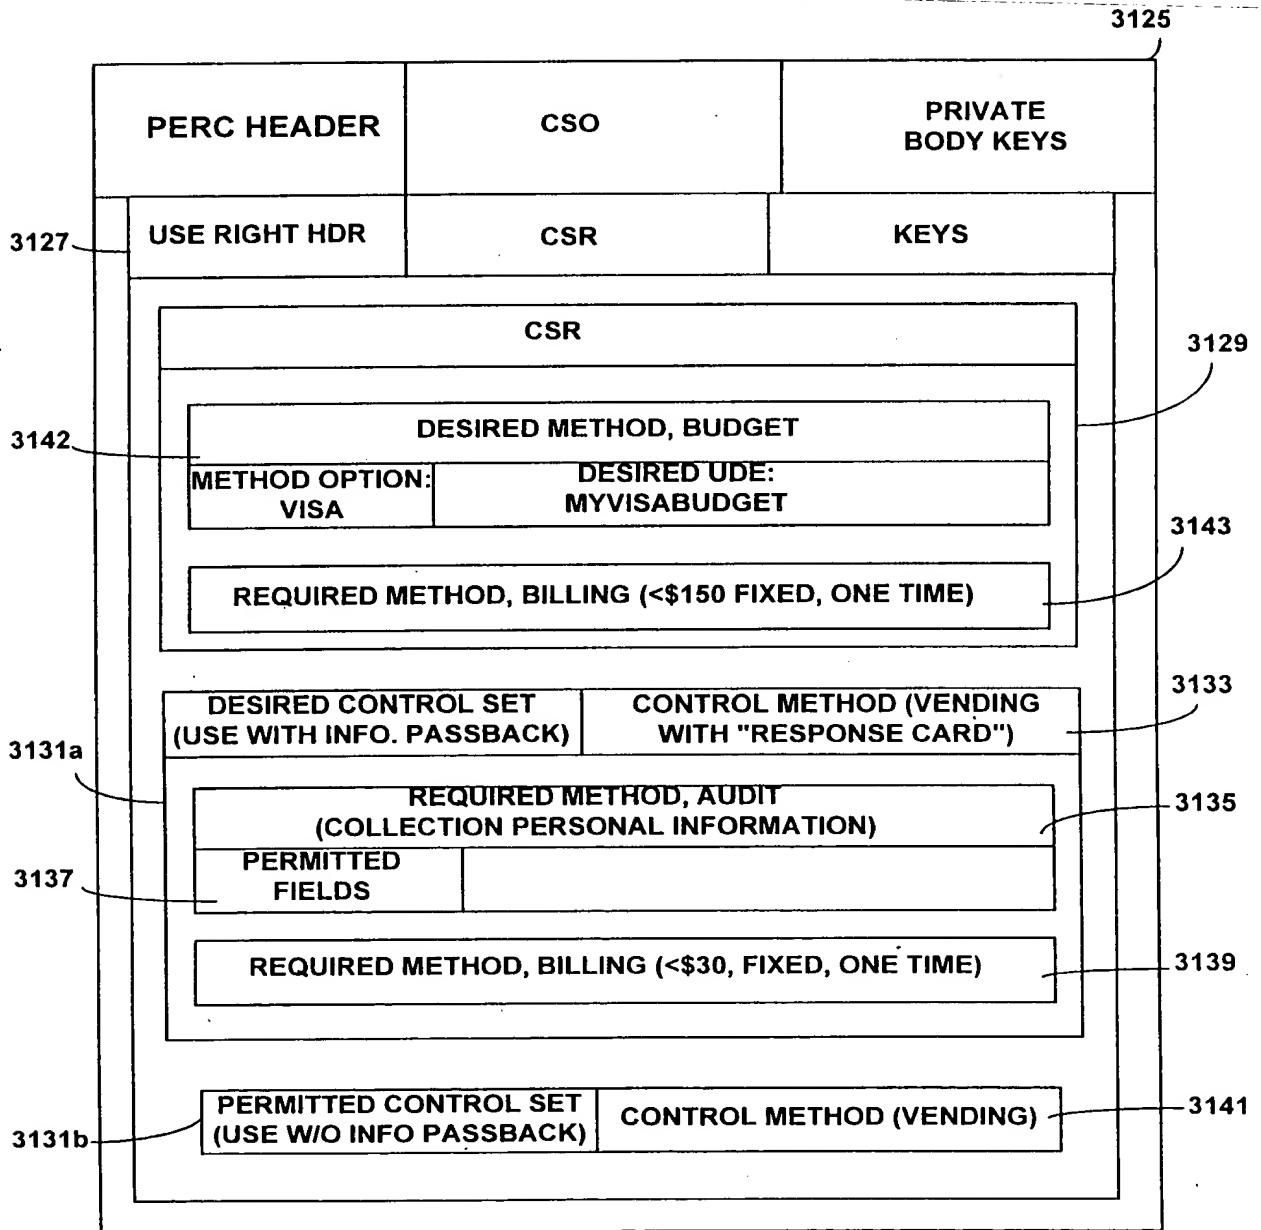 3125
PERC HEADER
CSO
PRIVATE
BODY KEYS
3127
USE RIGHT HDR
CSR
KEYS
CSR
3129
DESIRED METHOD, BUDGET
3142
METHOD OPTION:
VISA
DESIRED UDE:
MYVISABUDGET
3143
REQUIRED METHOD, BILLING (<$150 FIXED, ONE TIME)
3133
DESIRED CONTROL SET
(USE WITH INFO. PASSBACK)
CONTROL METHOD (VENDING
WITH "RESPONSE CARD")
3131a
REQUIRED METHOD, AUDIT
(COLLECTION PERSONAL INFORMATION)
3135
3137
PERMITTED
FIELDS
REQUIRED METHOD, BILLING (<$30, FIXED, ONE TIME)
3139
3131b
PERMITTED CONTROL SET
(USE W/O INFO PASSBACK)
CONTROL METHOD (VENDING)
3141